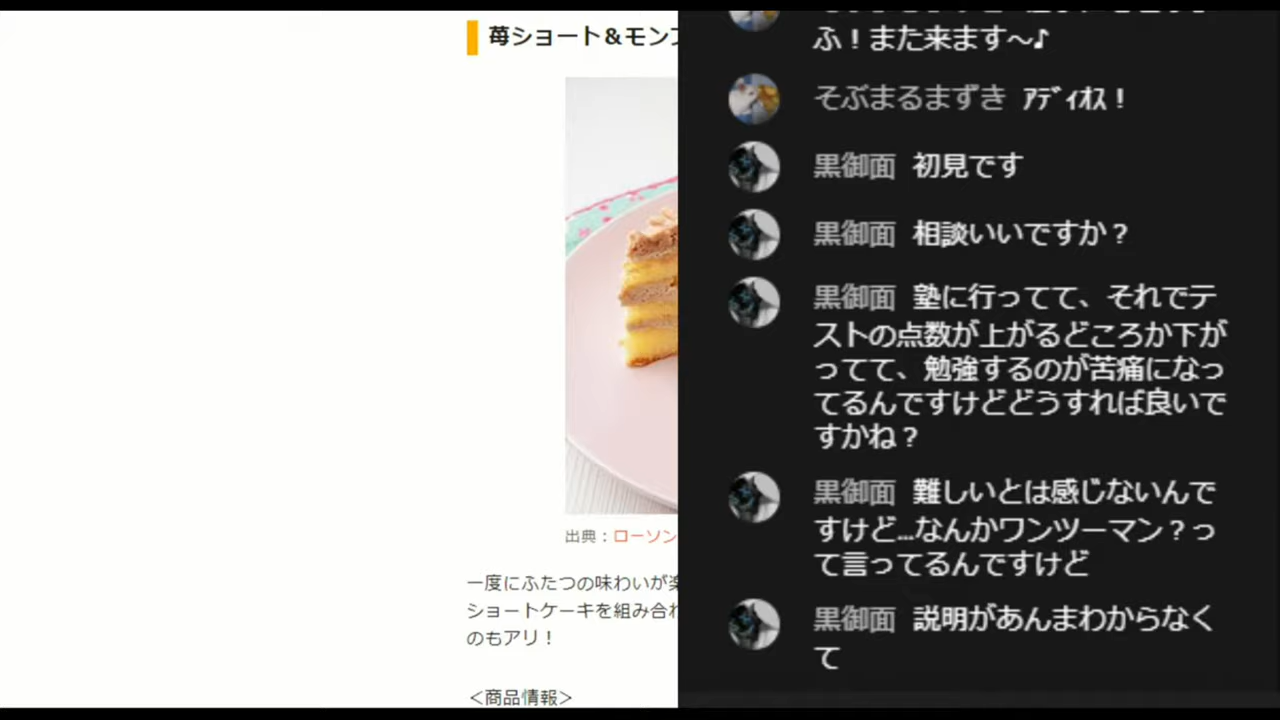 苺ショート＆モン
出典：ローソン
一度にふたつの味わいが
ショートケーキを組み合
のもアリ！
＜商品情報＞
ふ！また来ます～♪
そぶまるまずき ｱﾃﾞｨｵｽ！
黒御面 初見です
黒御面 相談いいですか？
黒御面 塾に行ってて、それでテ
ストの点数が上がるどころか下が
ってて、勉強するのが苦痛になっ
てるんですけどどうすれば良いで
すかね？
黒御面 難しいとは感じないんで
すけど...なんかワンツーマン？っ
て言ってるんですけど
黒御面 説明があんまわからなく
て